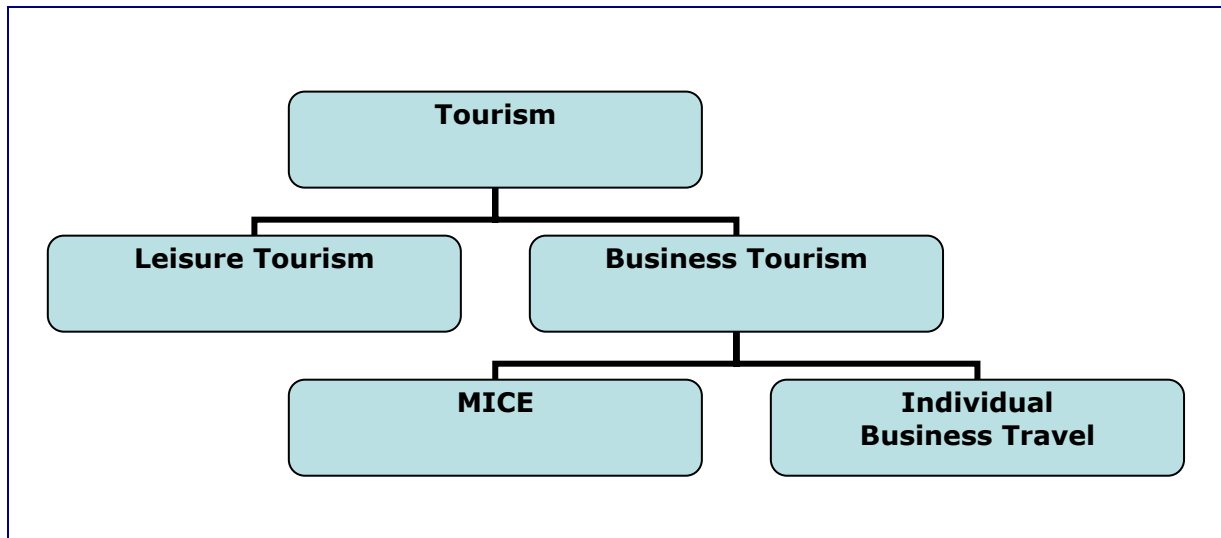 Tourism
Leisure Tourism
Business Tourism
MICE
Individual
Business Travel